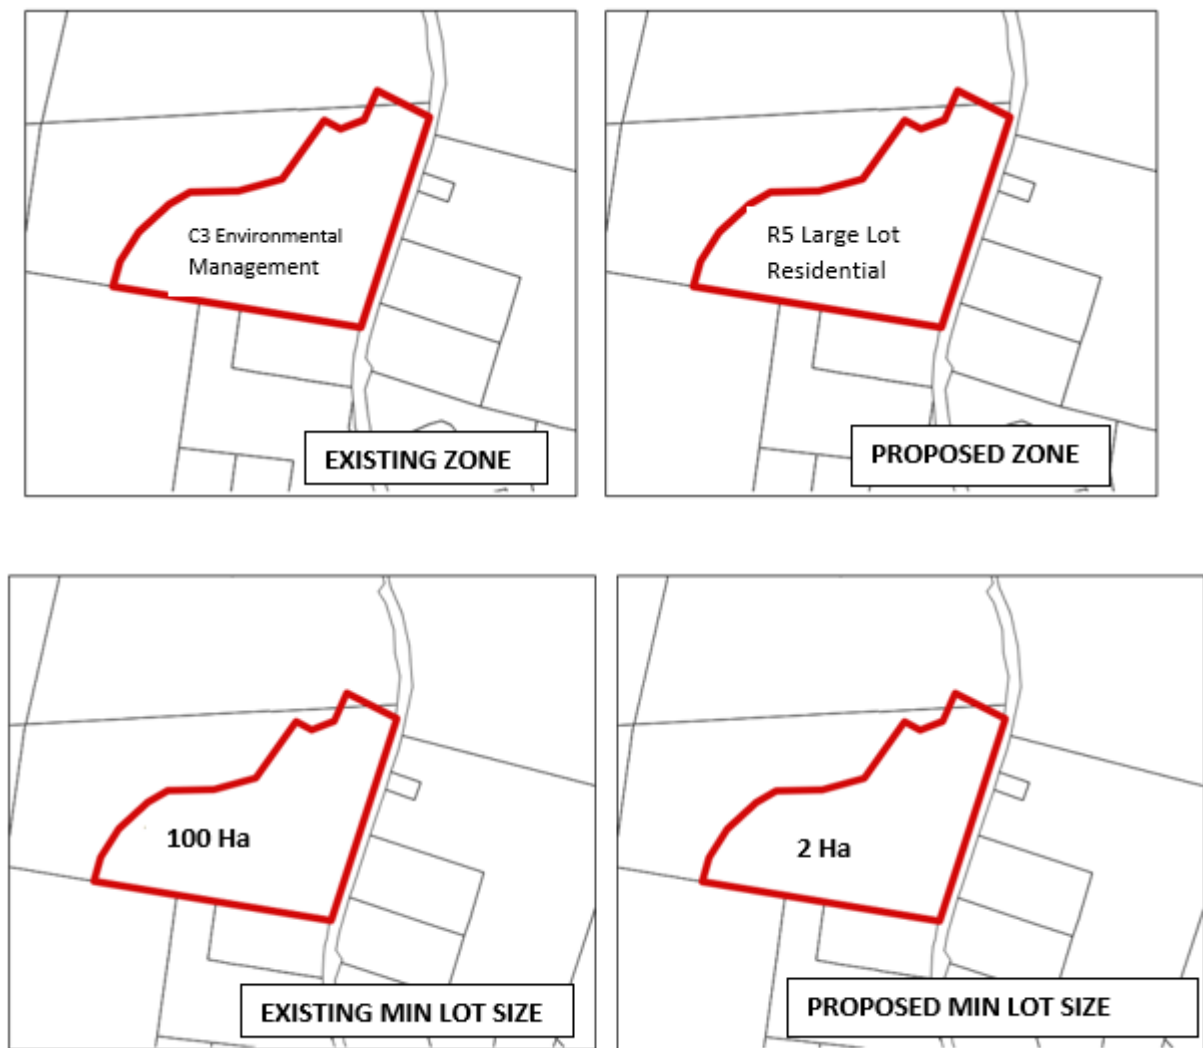 C3 Environmental
Management
EXISTING ZONE
R5 Large Lot
Residential
PROPOSED ZONE
100 Ha
EXISTING MIN LOT SIZE
2 Ha
PROPOSED MIN LOT SIZE